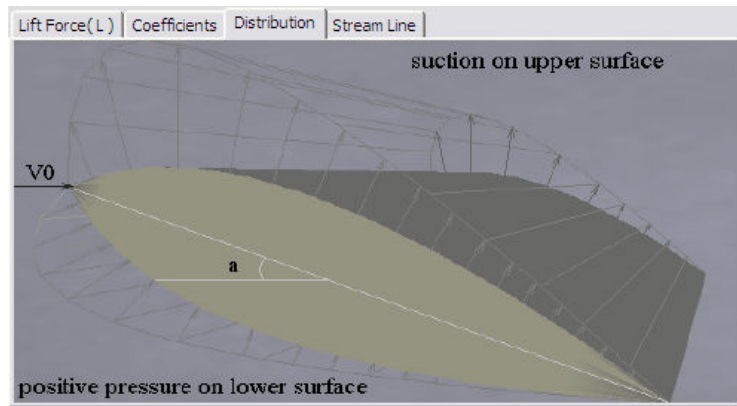 Lift Force(L) Coefficients Distribution Stream Line
suction on upper surface
V0
a
positive pressure on lower surface